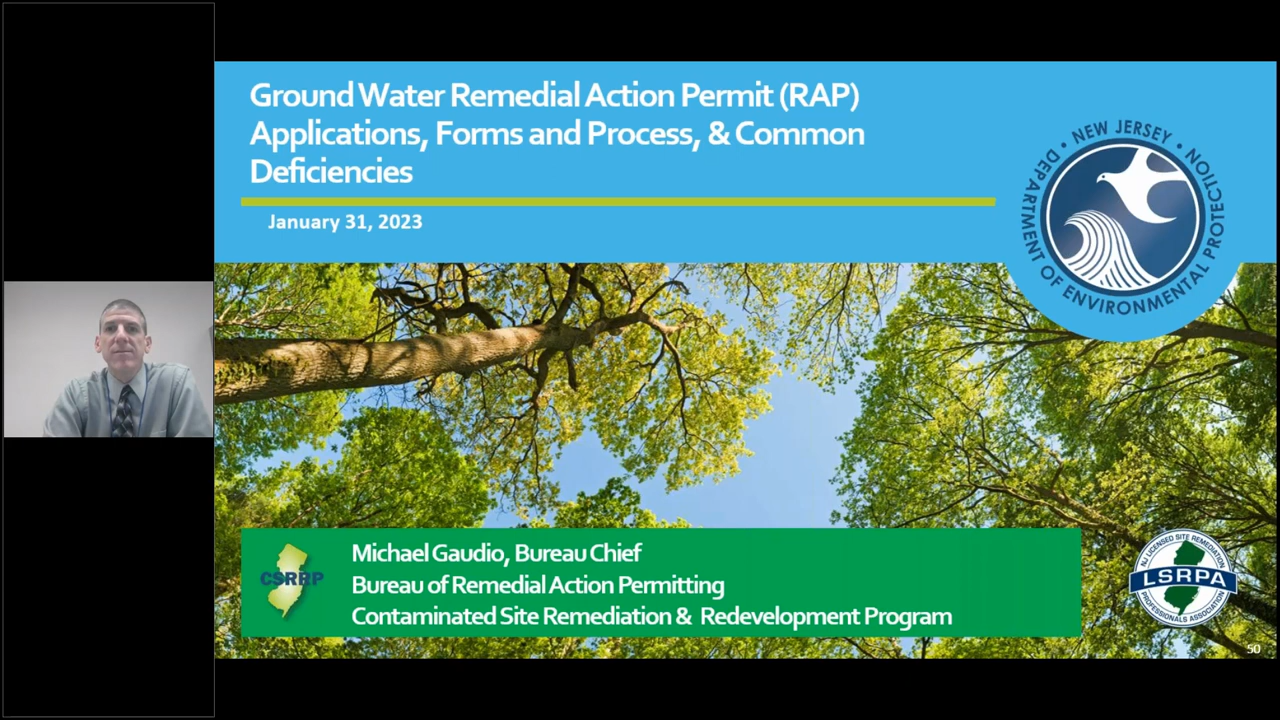 Ground Water Remedial Action Permit (RAP)
Applications, Forms and Process, & Common
Deficiencies
January 31, 2023
• NEW JERSEY •
DEPARTMENT OF ENVIRONMENTAL PROTECTION
CSRRP
Michael Gaudio, Bureau Chief
Bureau of Remedial Action Permitting
Contaminated Site Remediation & Redevelopment Program
NJ LICENSED SITE REMEDIATION
LSRPA
PROFESSIONALS ASSOCIATION
50